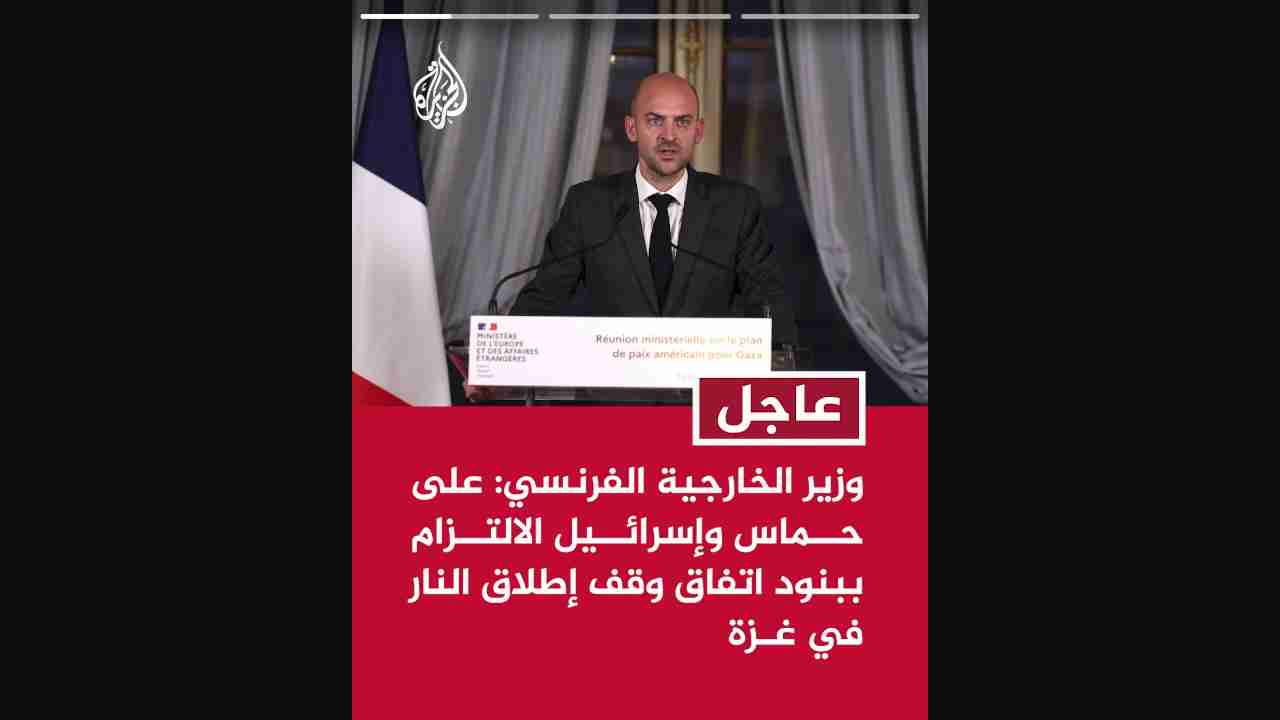 الجزيرة
MINISTÈRE
DE L'EUROPE
ET DES AFFAIRES
ÉTRANGÈRES
Réunion ministérielle sur le plan
de paix américain pour Gaza
عاجل
وزير الخارجية الفرنسي: على
حماس وإسرائيل الالتزام
ببنود اتفاق وقف إطلاق النار
في غزة